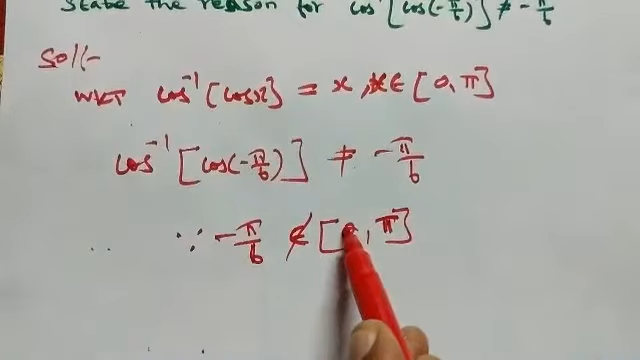 State the reason for cos⁻¹[cos(-π/6)] ≠ -π/6
Sol:-
WKT cos⁻¹[cosx] = x, x∈[0, π]
cos⁻¹[cos(-π/6)] ≠ -π/6
∵ -π/6 ∉ [0, π]